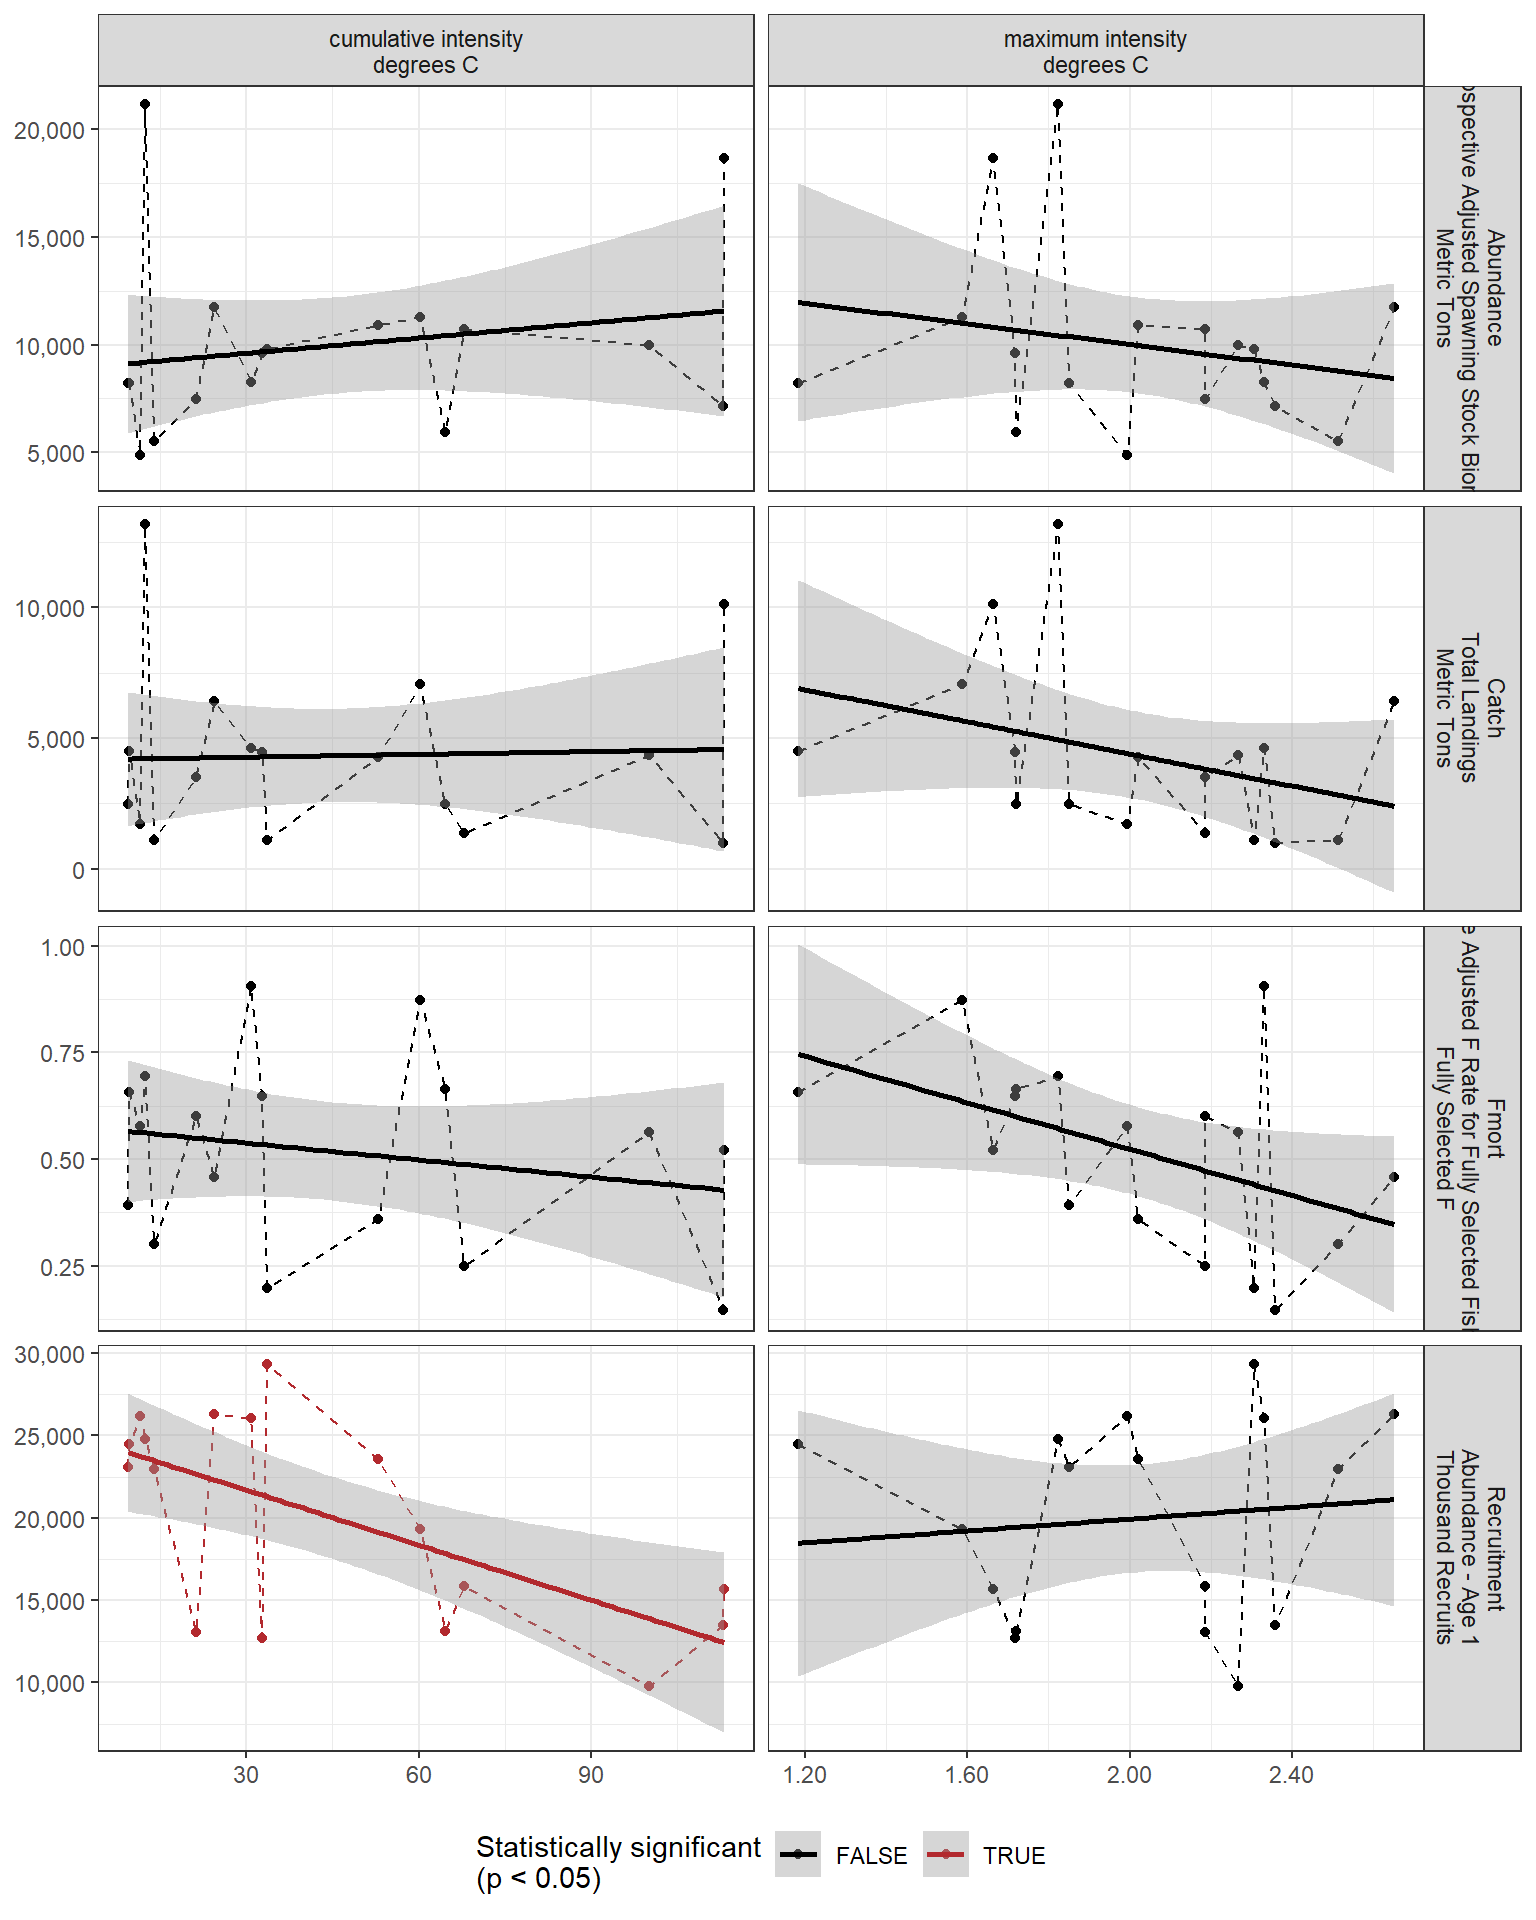 cumulative intensity
degrees C
maximum intensity
degrees C
20,000
15,000
10,000
5,000
Abundance
Adjusted Spawning Stock
Metric Tons
10,000
5,000
0
Catch
Total Landings
Metric Tons
1.00
0.75
0.50
0.25
Fmort
Adjusted F Rate for Fully Selected
Fully Selected F
30,000
25,000
20,000
15,000
10,000
Recruitment
Abundance - Age 1
Thousand Recruits
30
60
90
1.20
1.60
2.00
2.40
Statistically significant
(p < 0.05)
FALSE
TRUE